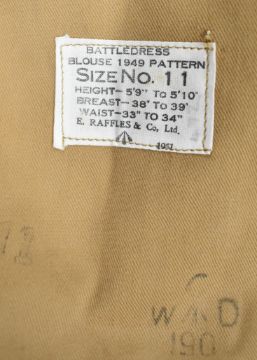 BATTLEDRESS
BLOUSE 1949 PATTERN
SIZE NO. 11
HEIGHT- 5'9" TO 5'10'
BREAST- 38' TO 39'
WAIST- 33" TO 34"
E. RAFFLES & Co, Ltd.
1951
W D
190